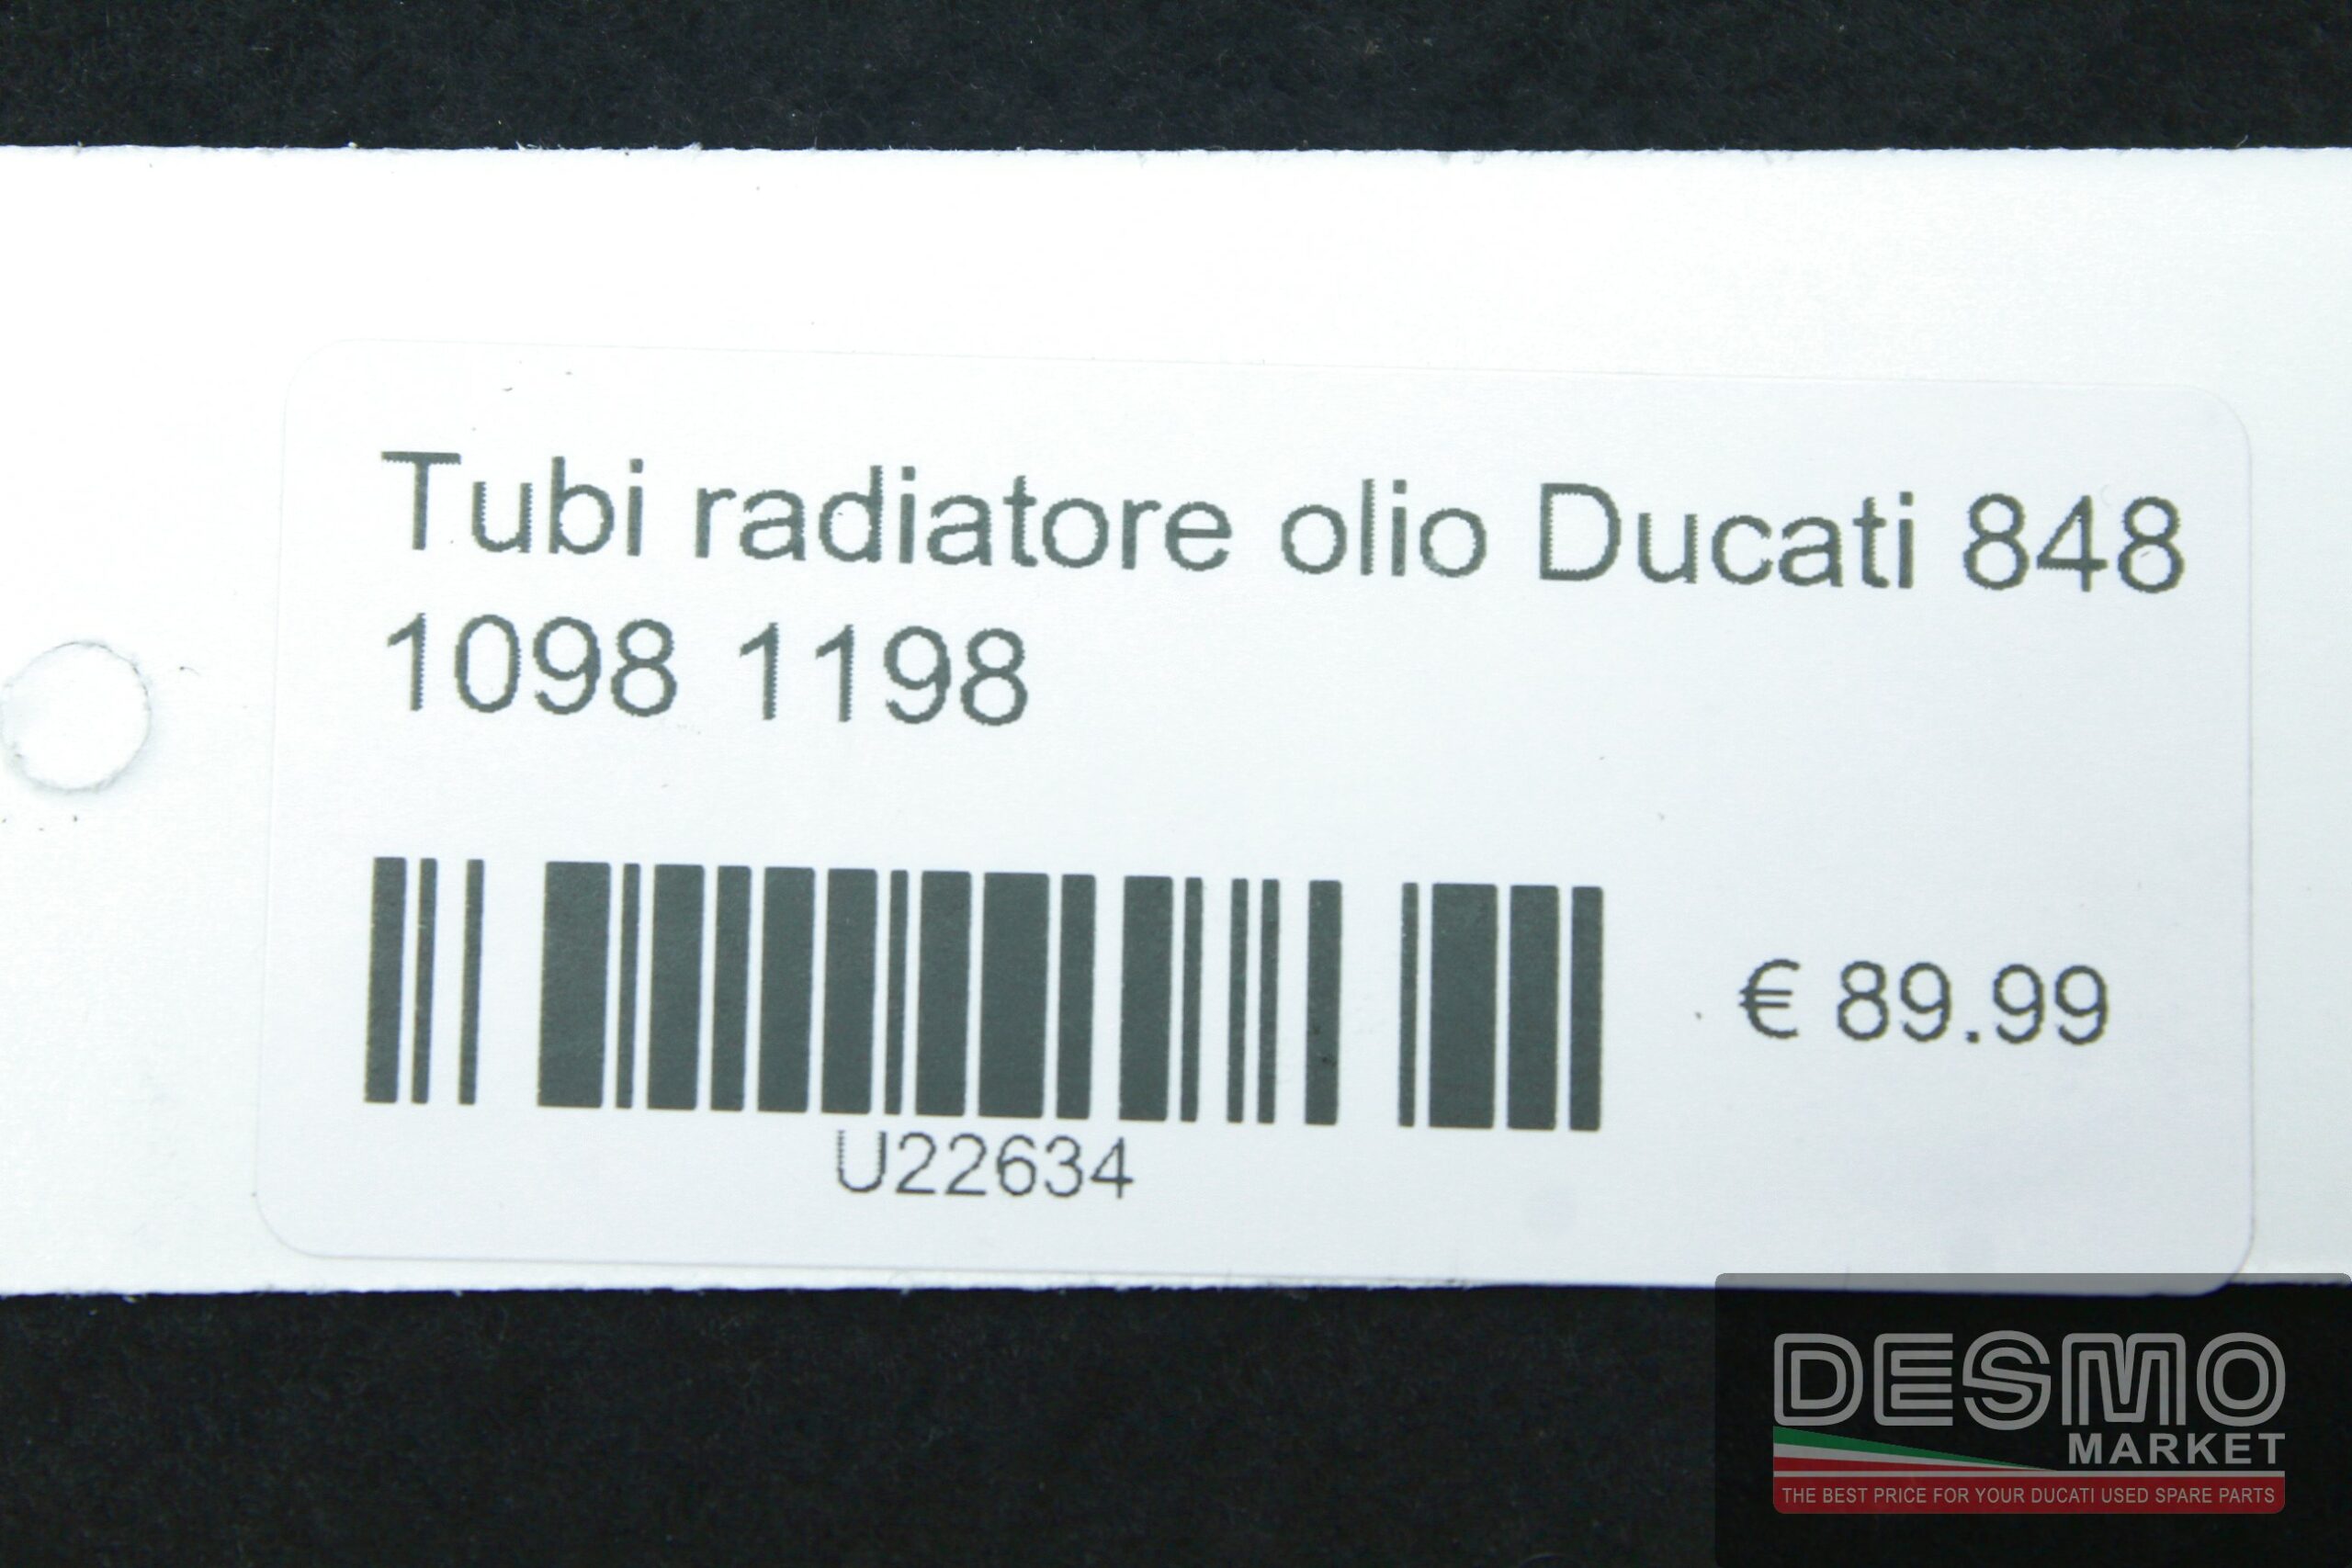 Tubi radiatore olio Ducati 848
1098 1198
€ 89.99
U22634
DESMO
MARKET
THE BEST PRICE FOR YOUR DUCATI USED SPARE PARTS